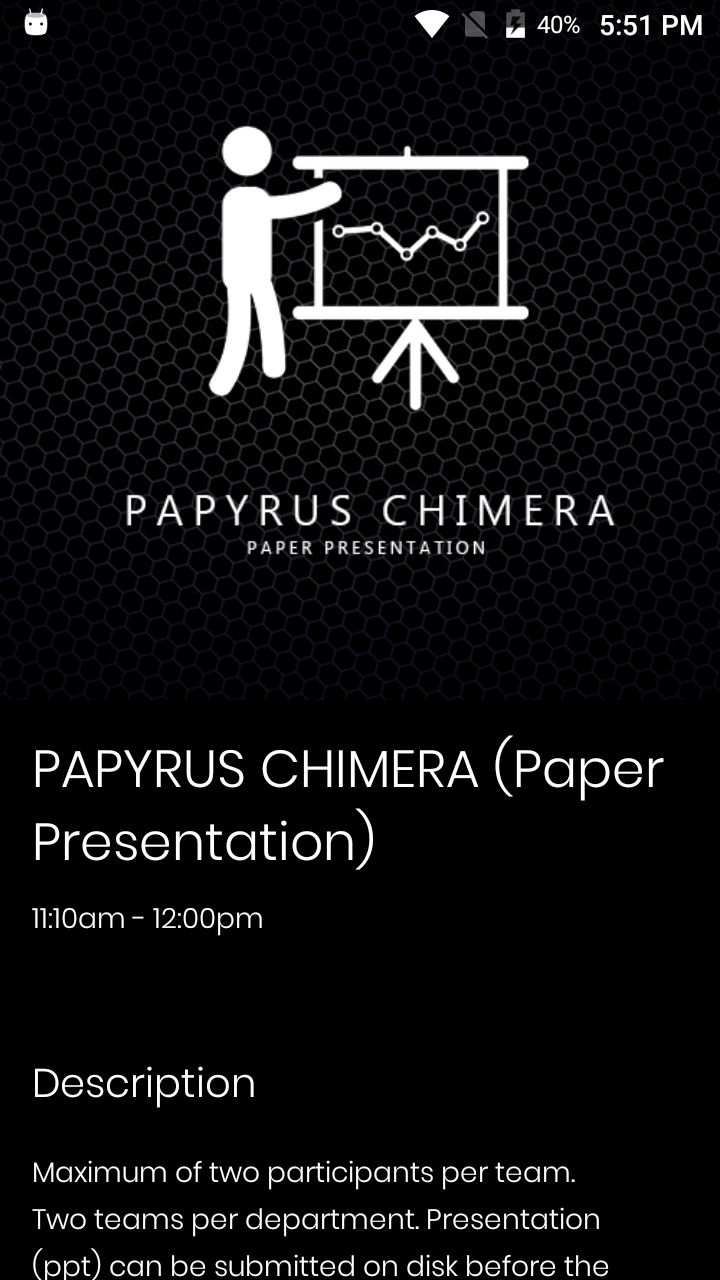 40% 5:51 PM
PAPYRUS CHIMERA
PAPER PRESENTATION
PAPYRUS CHIMERA (Paper
Presentation)
11:10am - 12:00pm
Description
Maximum of two participants per team.
Two teams per department. Presentation
(ppt) can be submitted on disk before the